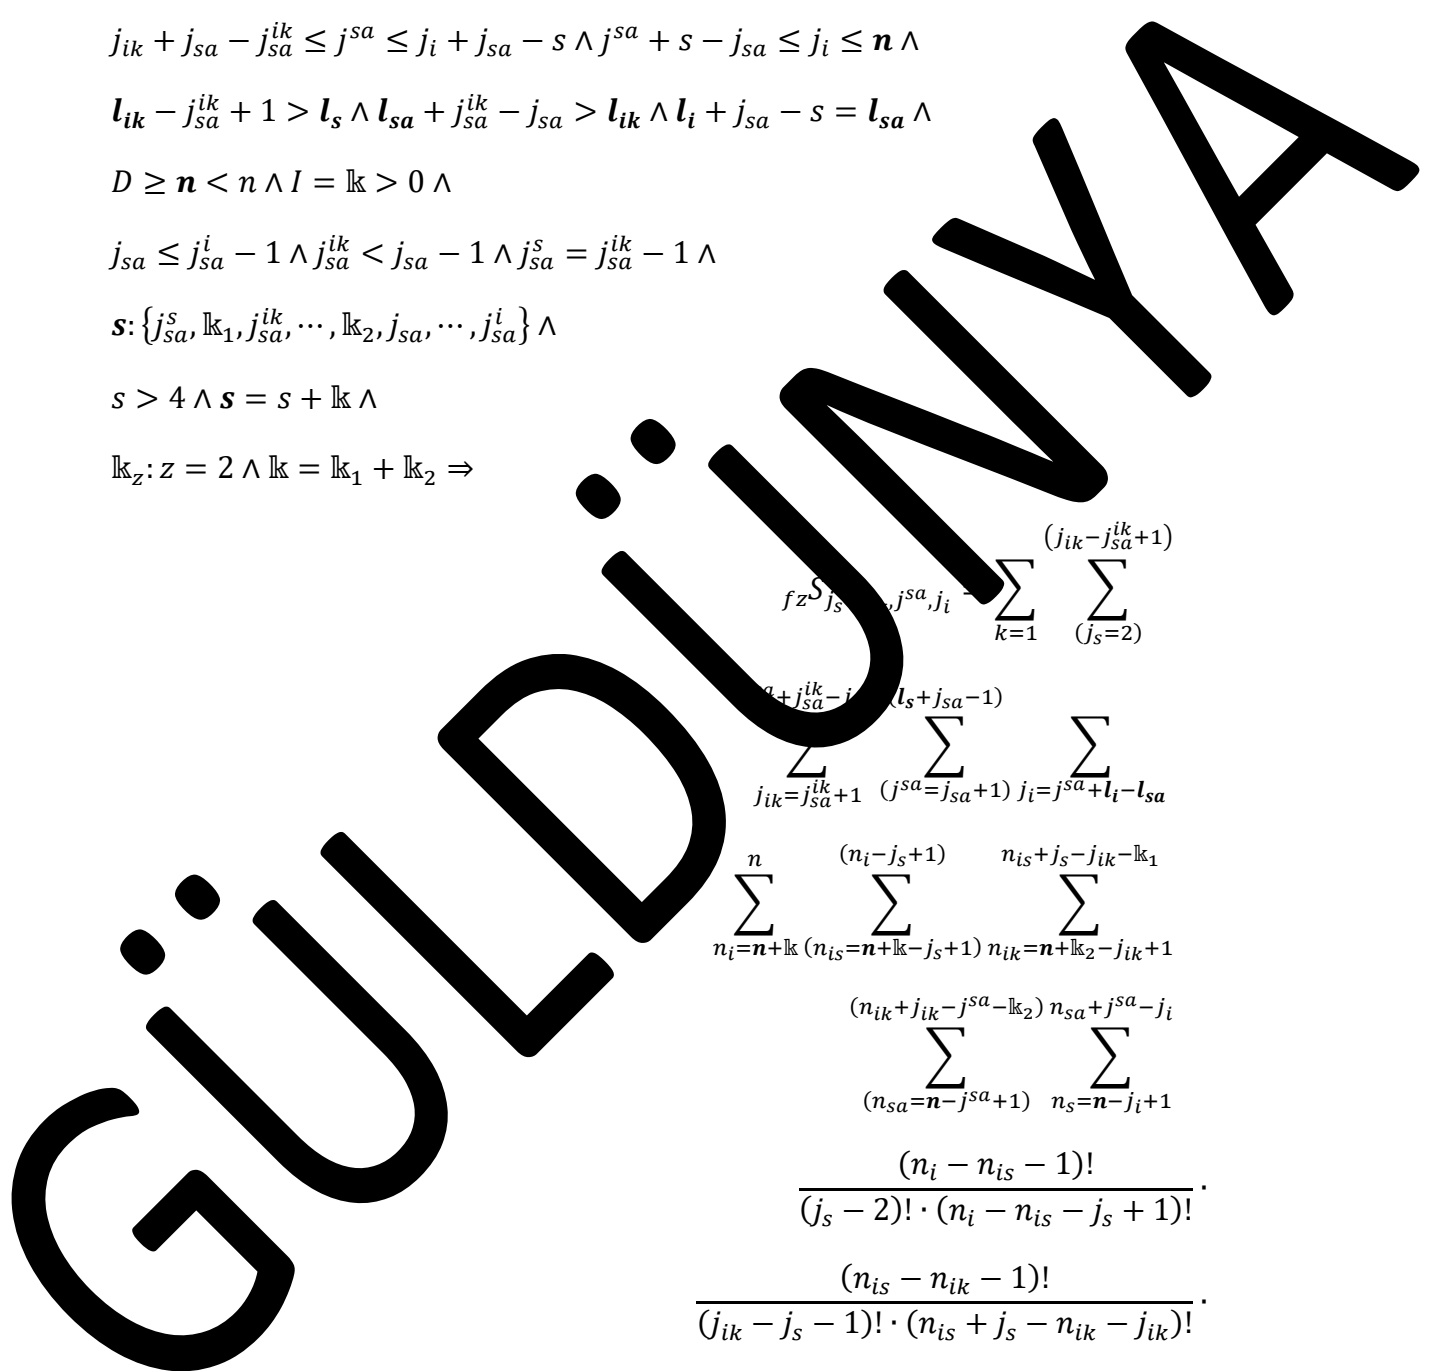 j_{ik} + j_{sa} − j_{sa}^{ik} ≤ j^{sa} ≤ j_i + j_{sa} − s ∧ j^{sa} + s − j_{sa} ≤ j_i ≤ 𝒏 ∧
𝒍_{𝒊𝒌} − j_{sa}^{ik} + 1 > 𝒍_𝒔 ∧ 𝒍_{𝒔𝒂} + j_{sa}^{ik} − j_{sa} > 𝒍_{𝒊𝒌} ∧ 𝒍_𝒊 + j_{sa} − s = 𝒍_{𝒔𝒂} ∧
D ≥ 𝒏 < n ∧ I = 𝕜 > 0 ∧
j_{sa} ≤ j_{sa}^{i} − 1 ∧ j_{sa}^{ik} < j_{sa} − 1 ∧ j_{sa}^{s} = j_{sa}^{ik} − 1 ∧
𝒔: {j_{sa}^{s}, 𝕜_1, j_{sa}^{ik}, ⋯, 𝕜_2, j_{sa}, ⋯, j_{sa}^{i}} ∧
s > 4 ∧ 𝒔 = s + 𝕜 ∧
𝕜_z: z = 2 ∧ 𝕜 = 𝕜_1 + 𝕜_2 ⇒
_{fz}S_{j_s ,j^{sa},j_i} ∑_{k=1} ∑_{(j_s=2)}^{(j_{ik}−j_{sa}^{ik}+1)}
∑_{j_{ik}=j_{sa}^{ik}+1}^{+j_{sa}^{ik}−} ∑_{(j^{sa}=j_{sa}+1)}^{(𝒍_𝒔+j_{sa}−1)} ∑_{j_i=j^{sa}+𝒍_𝒊−𝒍_{𝒔𝒂}}
∑_{n_i=𝒏+𝕜}^{n} ∑_{(n_{is}=𝒏+𝕜−j_s+1)}^{(n_i−j_s+1)} ∑_{n_{ik}=𝒏+𝕜_2−j_{ik}+1}^{n_{is}+j_s−j_{ik}−𝕜_1}
∑_{(n_{sa}=𝒏−j^{sa}+1)}^{(n_{ik}+j_{ik}−j^{sa}−𝕜_2)} ∑_{n_s=𝒏−j_i+1}^{n_{sa}+j^{sa}−j_i}
(n_i − n_{is} − 1)!
(j_s − 2)! · (n_i − n_{is} − j_s + 1)! ·
(n_{is} − n_{ik} − 1)!
(j_{ik} − j_s − 1)! · (n_{is} + j_s − n_{ik} − j_{ik})! ·
GÜLDÜNYA